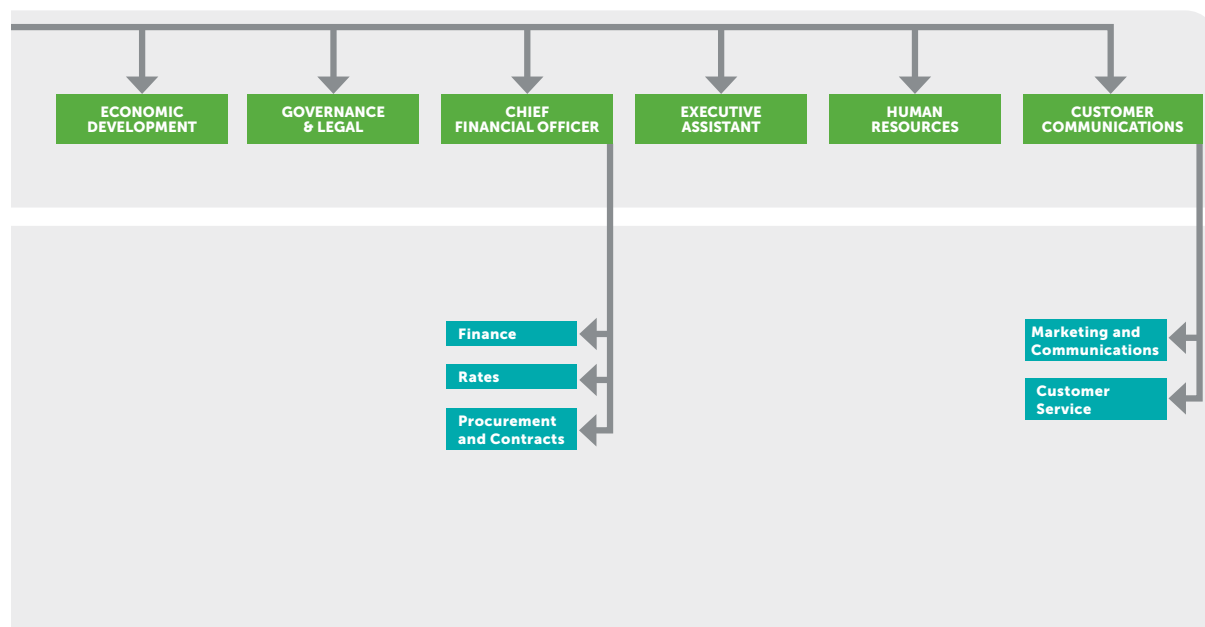 ECONOMIC
DEVELOPMENT
GOVERNANCE
& LEGAL
CHIEF
FINANCIAL OFFICER
EXECUTIVE
ASSISTANT
HUMAN
RESOURCES
CUSTOMER
COMMUNICATIONS
Finance
Rates
Procurement
and Contracts
Marketing and
Communications
Customer
Service